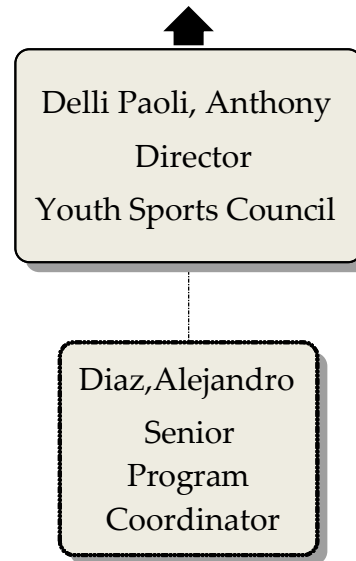 Delli Paoli, Anthony
Director
Youth Sports Council
Diaz,Alejandro
Senior
Program
Coordinator